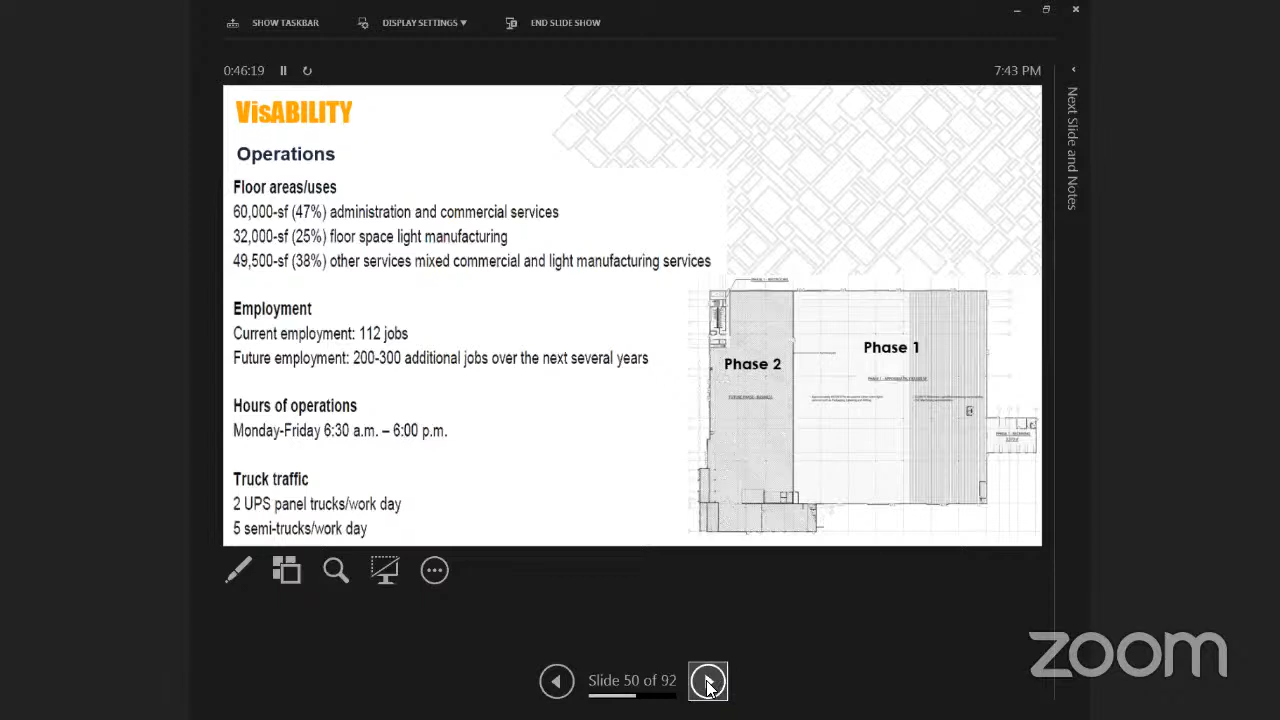 SHOW TASKBAR
DISPLAY SETTINGS ▼
END SLIDE SHOW
0:46:19
7:43 PM
Next Slide and Notes
VisABILITY
Operations
Floor areas/uses
60,000-sf (47%) administration and commercial services
32,000-sf (25%) floor space light manufacturing
49,500-sf (38%) other services mixed commercial and light manufacturing services
Employment
Current employment: 112 jobs
Future employment: 200-300 additional jobs over the next several years
Hours of operations
Monday-Friday 6:30 a.m. – 6:00 p.m.
Truck traffic
2 UPS panel trucks/work day
5 semi-trucks/work day
Phase 2
Phase 1
Slide 50 of 92
zoom